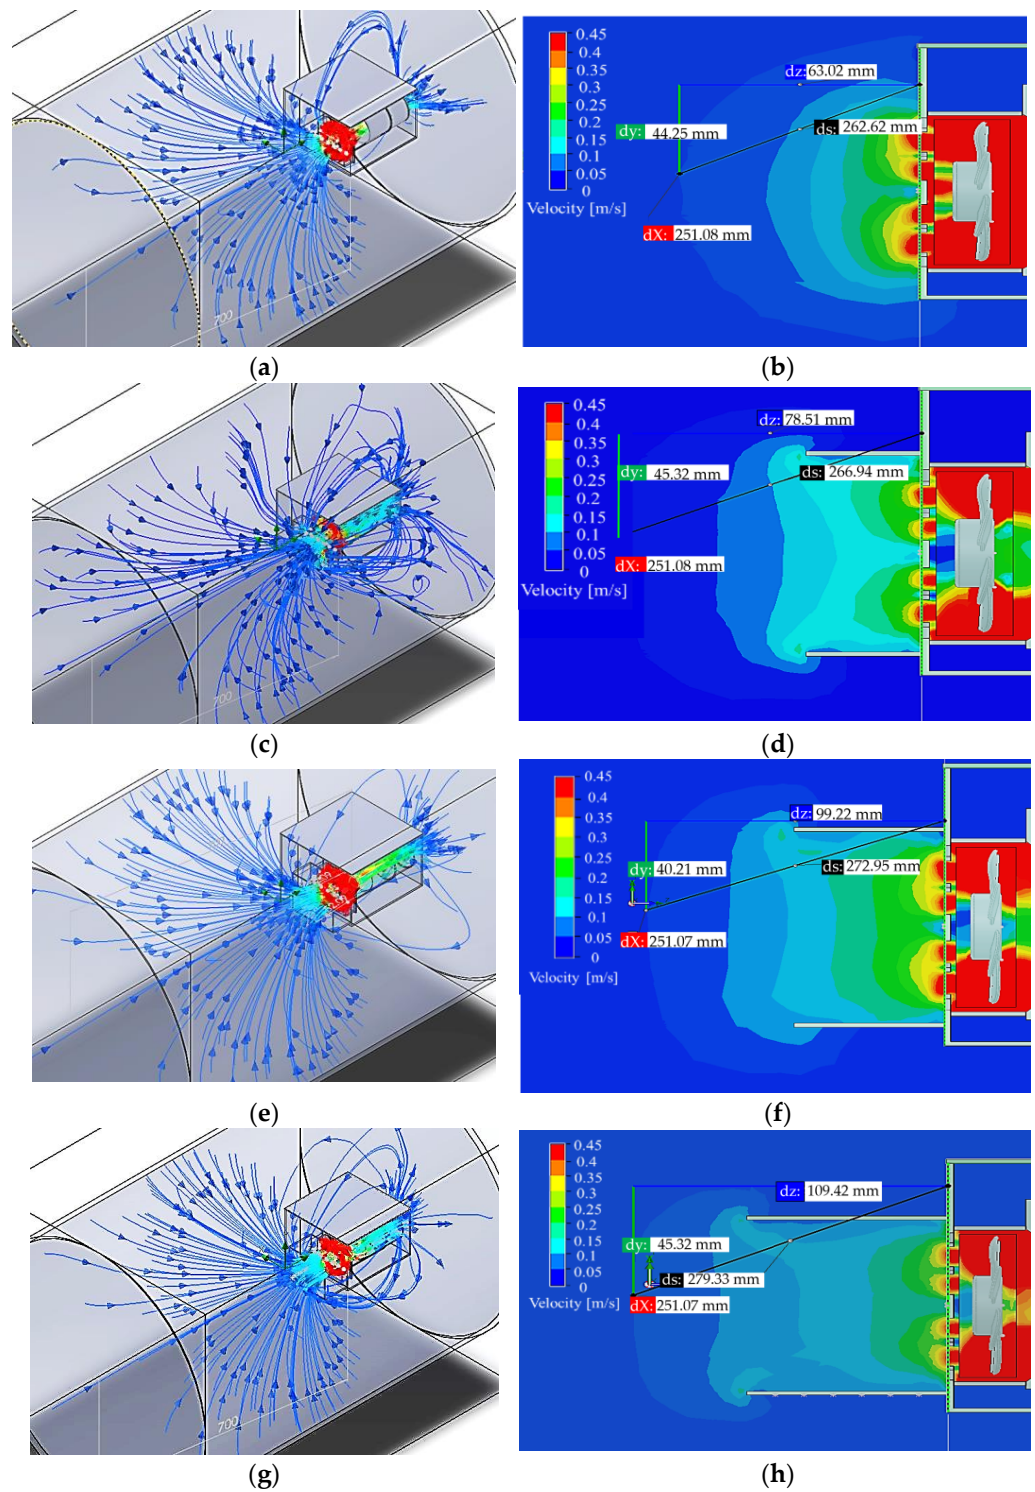 700
(a)
0.45
0.4
0.35
0.3
0.25
0.2
0.15
0.1
0.05
0
Velocity [m/s]
dz: 63.02 mm
dy: 44.25 mm
ds: 262.62 mm
dX: 251.08 mm
(b)
700
(c)
0.45
0.4
0.35
0.3
0.25
0.2
0.15
0.1
0.05
0
Velocity [m/s]
dz: 78.51 mm
dy: 45.32 mm
ds: 266.94 mm
dX: 251.08 mm
(d)
(e)
0.45
0.4
0.35
0.3
0.25
0.2
0.15
0.1
0.05
0
Velocity [m/s]
dz: 99.22 mm
dy: 40.21 mm
ds: 272.95 mm
dX: 251.07 mm
(f)
700
(g)
0.45
0.4
0.35
0.3
0.25
0.2
0.15
0.1
0.05
0
Velocity [m/s]
dz: 109.42 mm
dy: 45.32 mm
ds: 279.33 mm
dX: 251.07 mm
(h)